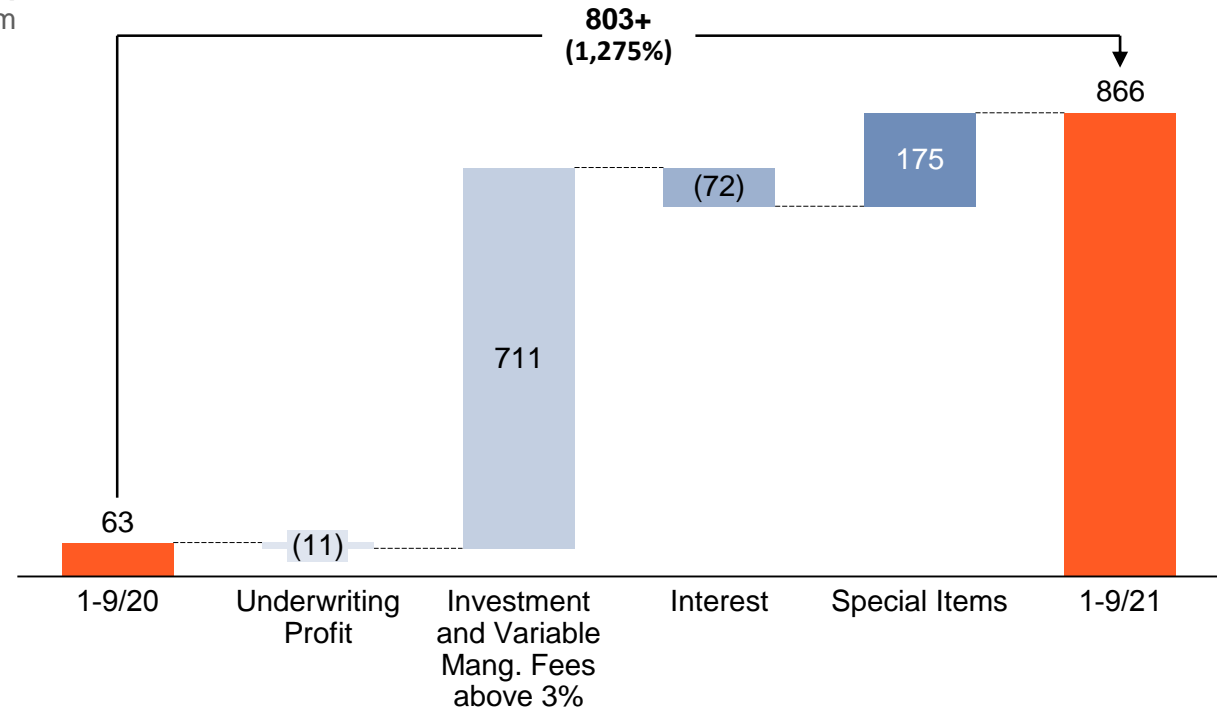 m
803+
(1,275%)
866
175
(72)
711
63
(11)
1-9/20
Underwriting
Profit
Investment
and Variable
Mang. Fees
above 3%
Interest
Special Items
1-9/21